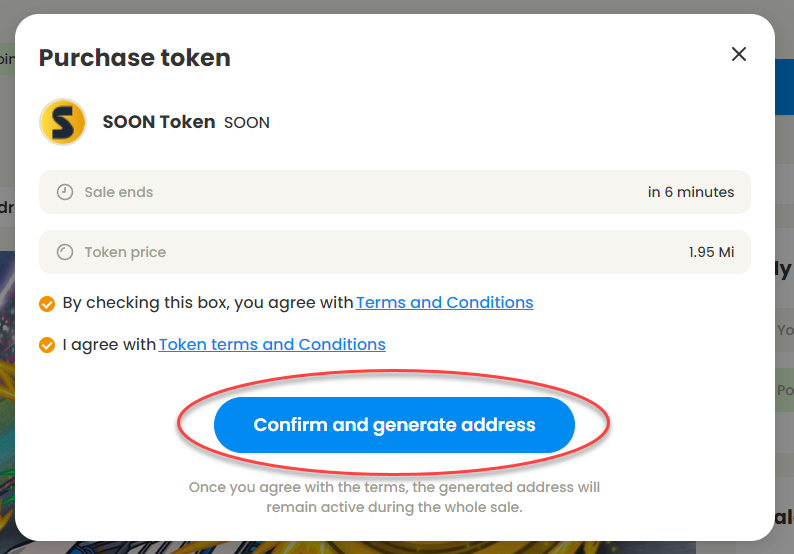 Purchase token
S
SOON Token SOON
Sale ends in 6 minutes
Token price 1.95 Mi
By checking this box, you agree with Terms and Conditions
I agree with Token terms and Conditions
Confirm and generate address
Once you agree with the terms, the generated address will
remain active during the whole sale.